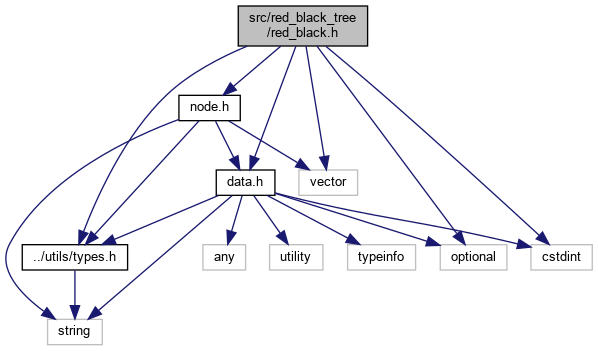 src/red_black_tree
/red_black.h
node.h
data.h
vector
../utils/types.h
any
utility
typeinfo
optional
cstdint
string